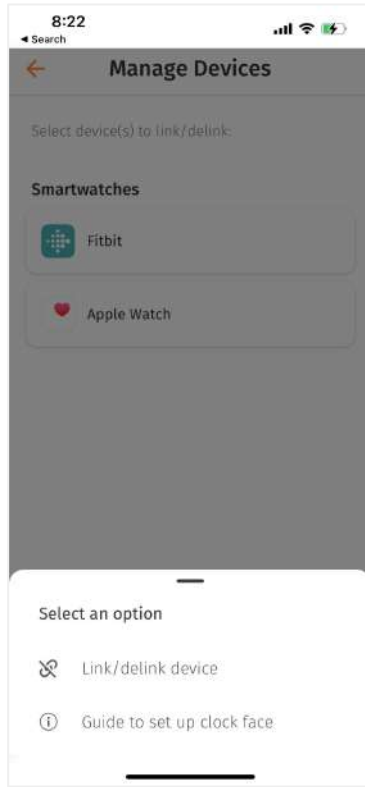 8:22
◀ Search
Manage Devices
Select device(s) to link/delink:
Smartwatches
Fitbit
Apple Watch
Select an option
Link/delink device
Guide to set up clock face